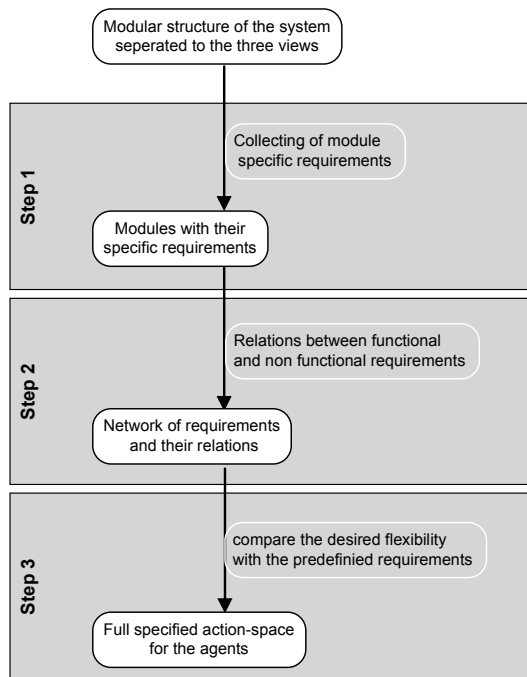 Modular structure of the system
seperated to the three views
Step 1
Collecting of module
specific requirements
Modules with their
specific requirements
Step 2
Relations between functional
and non functional requirements
Network of requirements
and their relations
Step 3
compare the desired flexibility
with the predefinied requirements
Full specified action-space
for the agents